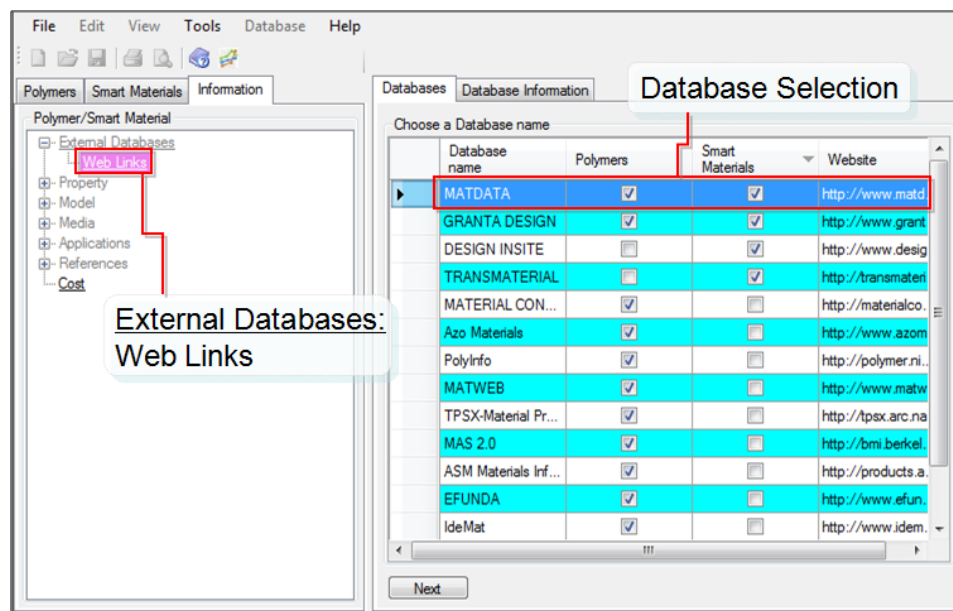 File Edit View Tools Database Help
Polymers Smart Materials Information
Polymer/Smart Material
External Databases
Web Links
Property
Model
Media
Applications
References
Cost
External Databases:
Web Links
Databases Database Information
Database Selection
Choose a Database name
Database name Polymers Smart Materials Website
MATDATA http://www.matd.
GRANTA DESIGN http://www.grant
DESIGN INSITE http://www.desig
TRANSMATERIAL http://transmateri
MATERIAL CON... http://materialco.
Azo Materials http://www.azom
PolyInfo http://polymer.ni..
MATWEB http://www.matw
TPSX-Material Pr... http://tpsx.arc.na
MAS 2.0 http://bmi.berkel.
ASM Materials Inf... http://products.a.
EFUNDA http://www.efun.
IdeMat http://www.idem.
Next